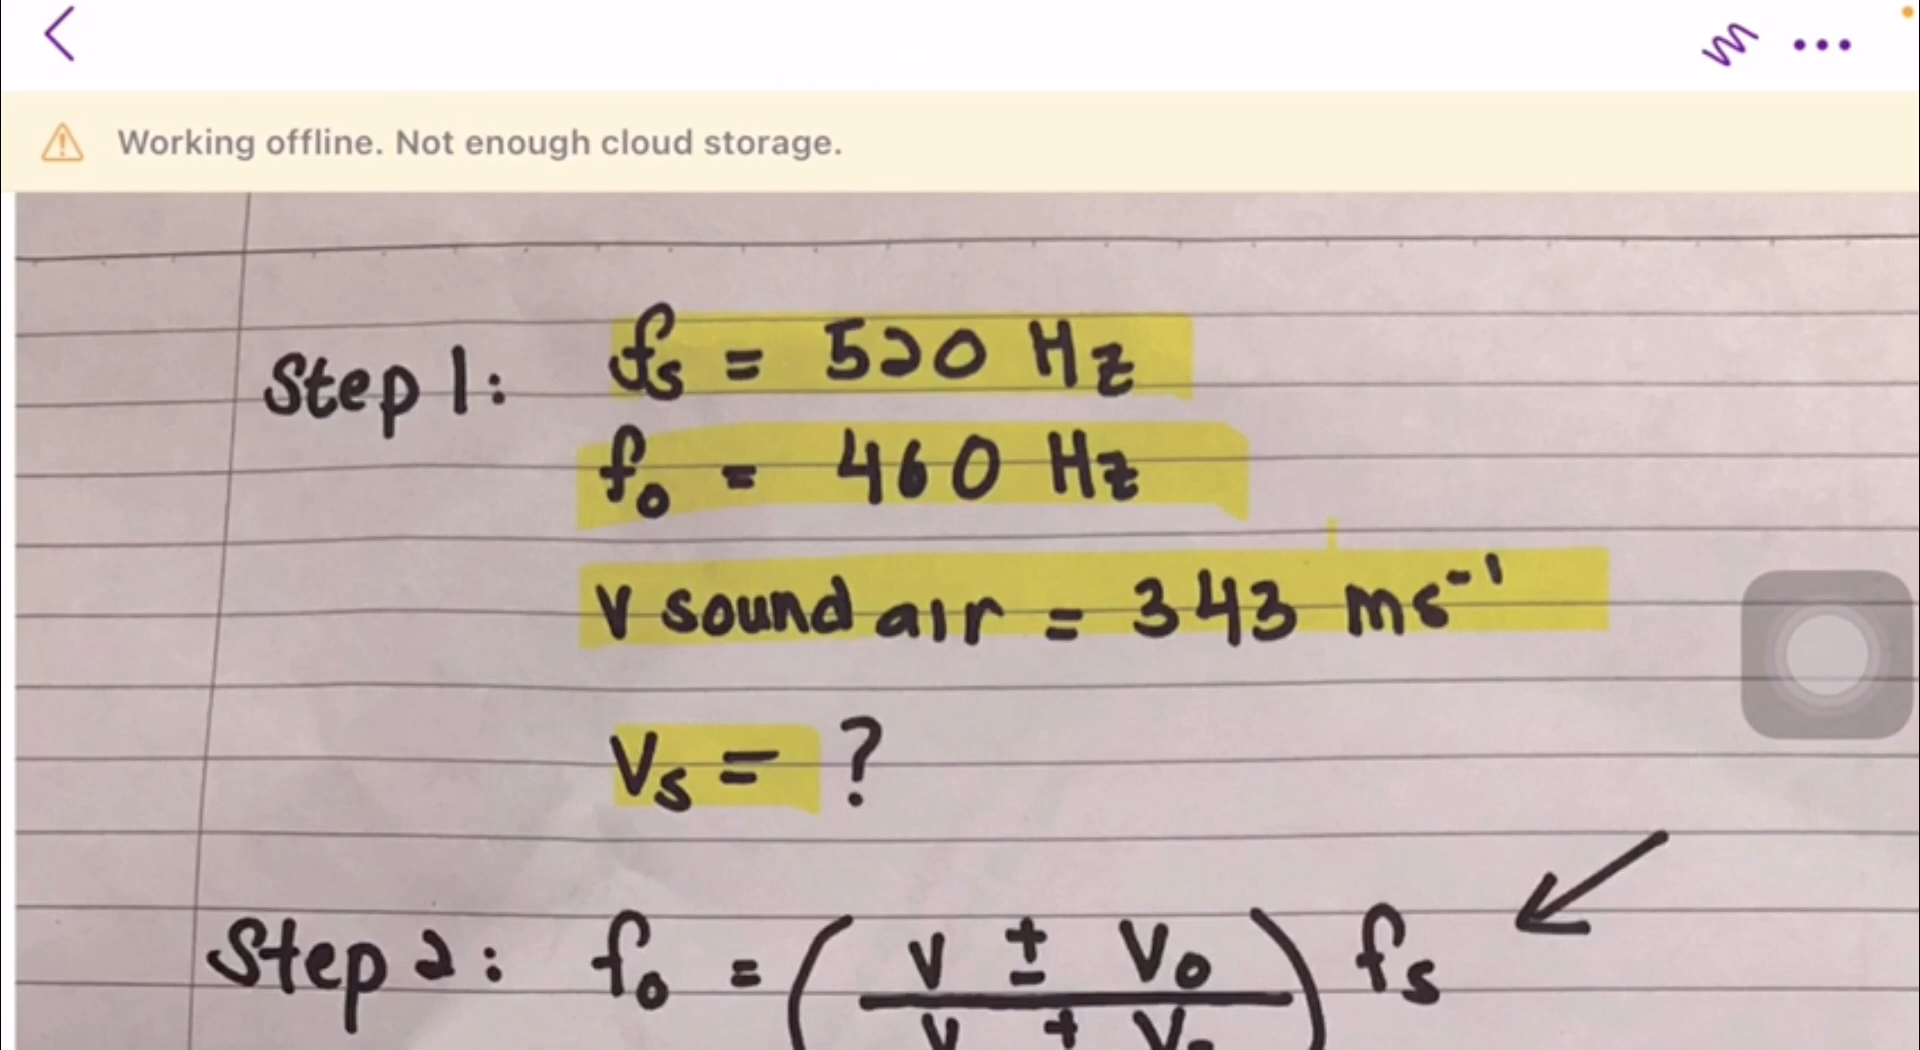 Working offline. Not enough cloud storage.
Step 1: fs = 520 Hz
fo = 460 Hz
V sound air = 343 ms⁻¹
Vs = ?
Step 2: fo = ( V ± Vo ) fs
V +